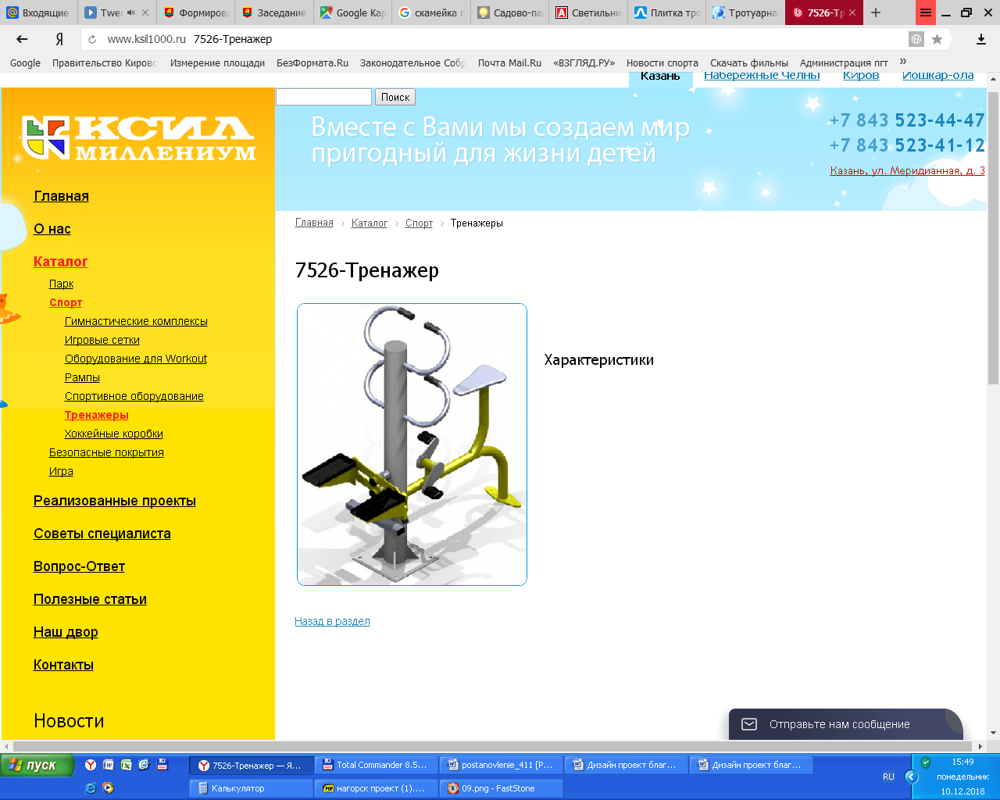 Входящие
Twe
Формирова
Заседание
Google Кар
скамейка п
Садово-па
Светильни
Плитка тро
Тротуарна
7526-Тр
www.ksil1000.ru 7526-Тренажер
Google
Правительство Кировс
Измерение площади
БезФормата.Ru
Законодательное Собр
Почта Mail.Ru
«ВЗГЛЯД.РУ»
Новости спорта
Скачать фильмы
Администрация пгт
»
Казань
Набережные Челны
Киров
Йошкар-ола
Поиск
КСИЛ
МИЛЛЕНИУМ
Вместе с Вами мы создаем мир
пригодный для жизни детей
+7 843 523-44-47
+7 843 523-41-12
Казань, ул. Меридианная, д. 3
Главная
О нас
Каталог
Парк
Спорт
Гимнастические комплексы
Игровые сетки
Оборудование для Workout
Рампы
Спортивное оборудование
Тренажеры
Хоккейные коробки
Безопасные покрытия
Игра
Реализованные проекты
Советы специалиста
Вопрос-Ответ
Полезные статьи
Наш двор
Контакты
Новости
Главная › Каталог › Спорт › Тренажеры
7526-Тренажер
Характеристики
Назад в раздел
Отправьте нам сообщение
пуск
7526-Тренажер — Я...
Total Commander 8.5...
postanovlenie_411 [Р...
Дизайн проект благ...
Дизайн проект благ...
Калькулятор
нагорск проект (1)....
09.png - FastStone
RU
15:49
понедельник
10.12.2018